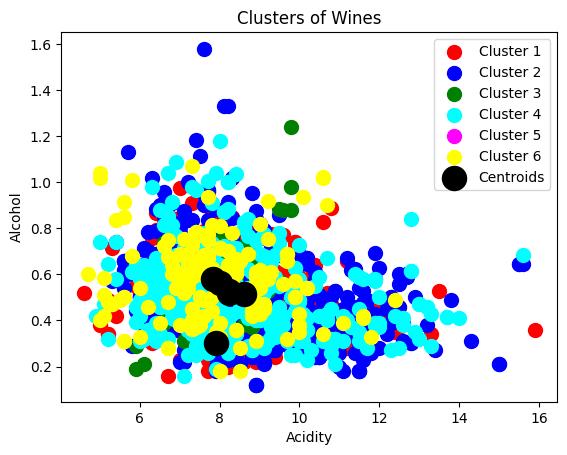 Clusters of Wines
Cluster 1
Cluster 2
Cluster 3
Cluster 4
Cluster 5
Cluster 6
Centroids
Alcohol
1.6
1.4
1.2
1.0
0.8
0.6
0.4
0.2
6 8 10 12 14 16
Acidity